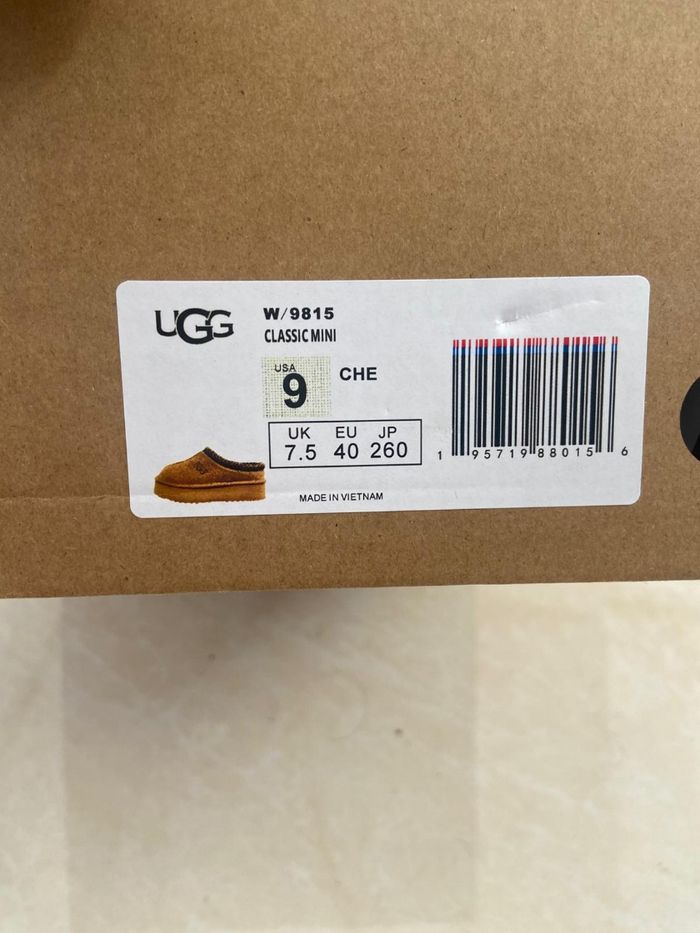 UGG
W/9815
CLASSIC MINI
USA
9
CHE
UK EU JP
7.5 40 260
1 95719 88015 6
MADE IN VIETNAM